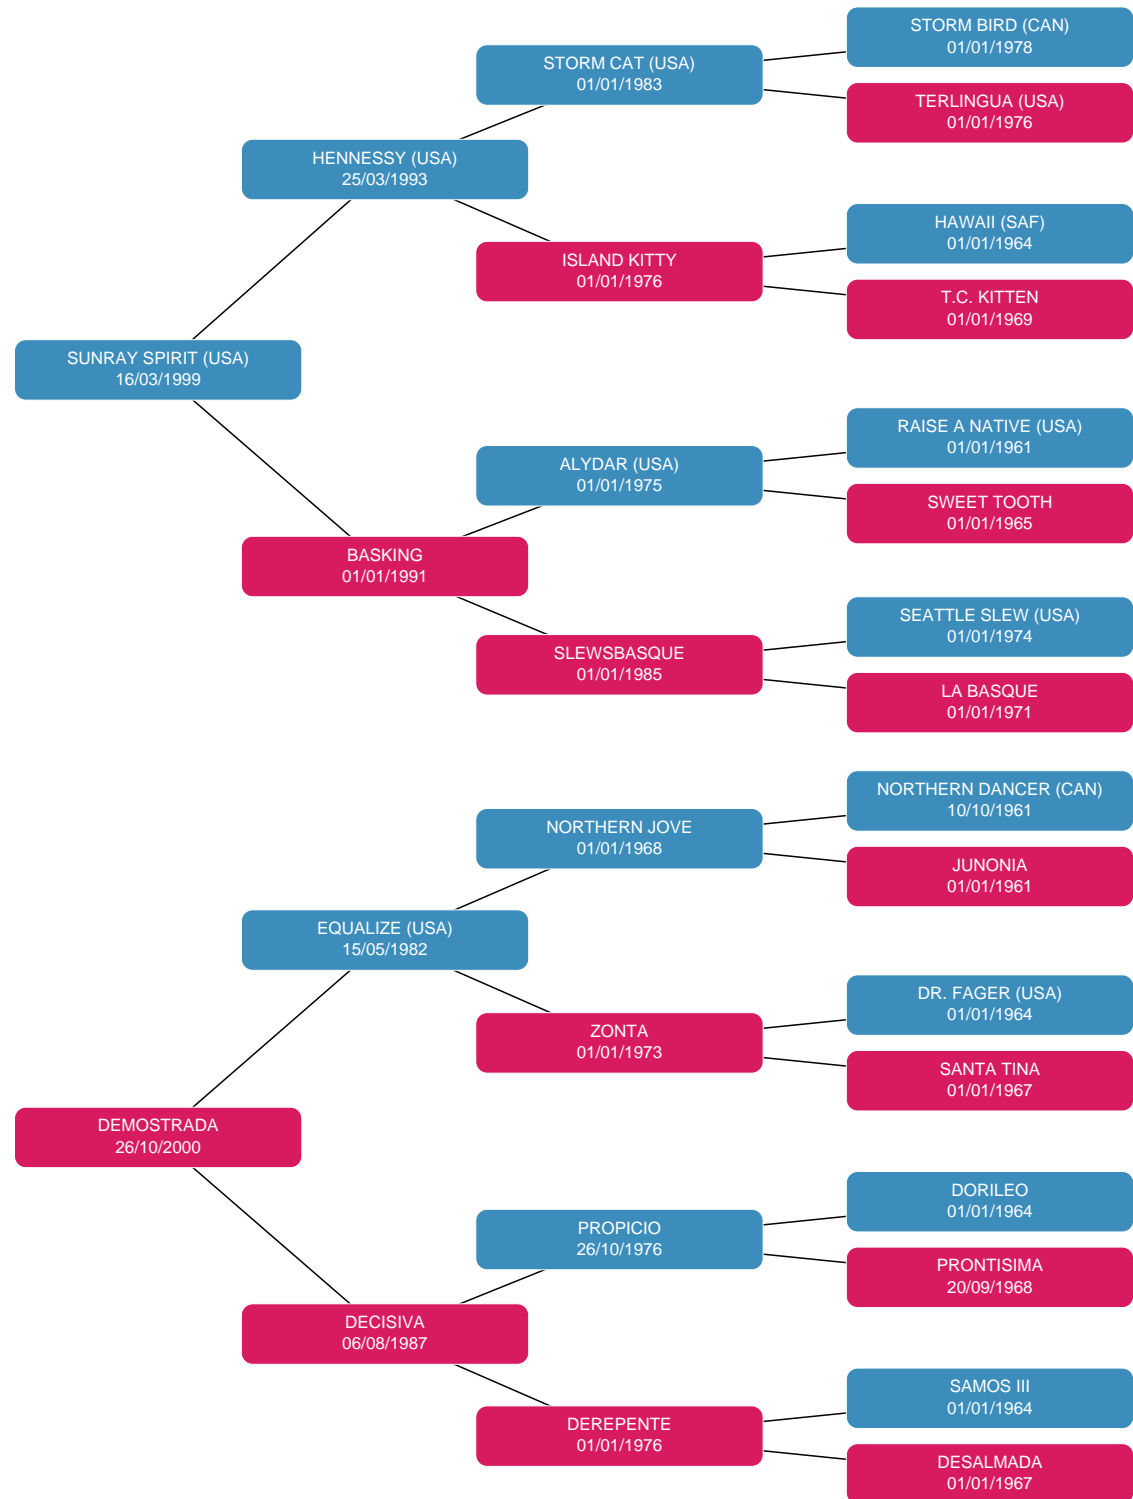 STORM BIRD (CAN)
01/01/1978
STORM CAT (USA)
01/01/1983
TERLINGUA (USA)
01/01/1976
HENNESSY (USA)
25/03/1993
HAWAII (SAF)
01/01/1964
ISLAND KITTY
01/01/1976
T.C. KITTEN
01/01/1969
SUNRAY SPIRIT (USA)
16/03/1999
RAISE A NATIVE (USA)
01/01/1961
ALYDAR (USA)
01/01/1975
SWEET TOOTH
01/01/1965
BASKING
01/01/1991
SEATTLE SLEW (USA)
01/01/1974
SLEWSBASQUE
01/01/1985
LA BASQUE
01/01/1971
NORTHERN DANCER (CAN)
10/10/1961
NORTHERN JOVE
01/01/1968
JUNONIA
01/01/1961
EQUALIZE (USA)
15/05/1982
DR. FAGER (USA)
01/01/1964
ZONTA
01/01/1973
SANTA TINA
01/01/1967
DEMOSTRADA
26/10/2000
DORILEO
01/01/1964
PROPICIO
26/10/1976
PRONTISIMA
20/09/1968
DECISIVA
06/08/1987
SAMOS III
01/01/1964
DEREPENTE
01/01/1976
DESALMADA
01/01/1967